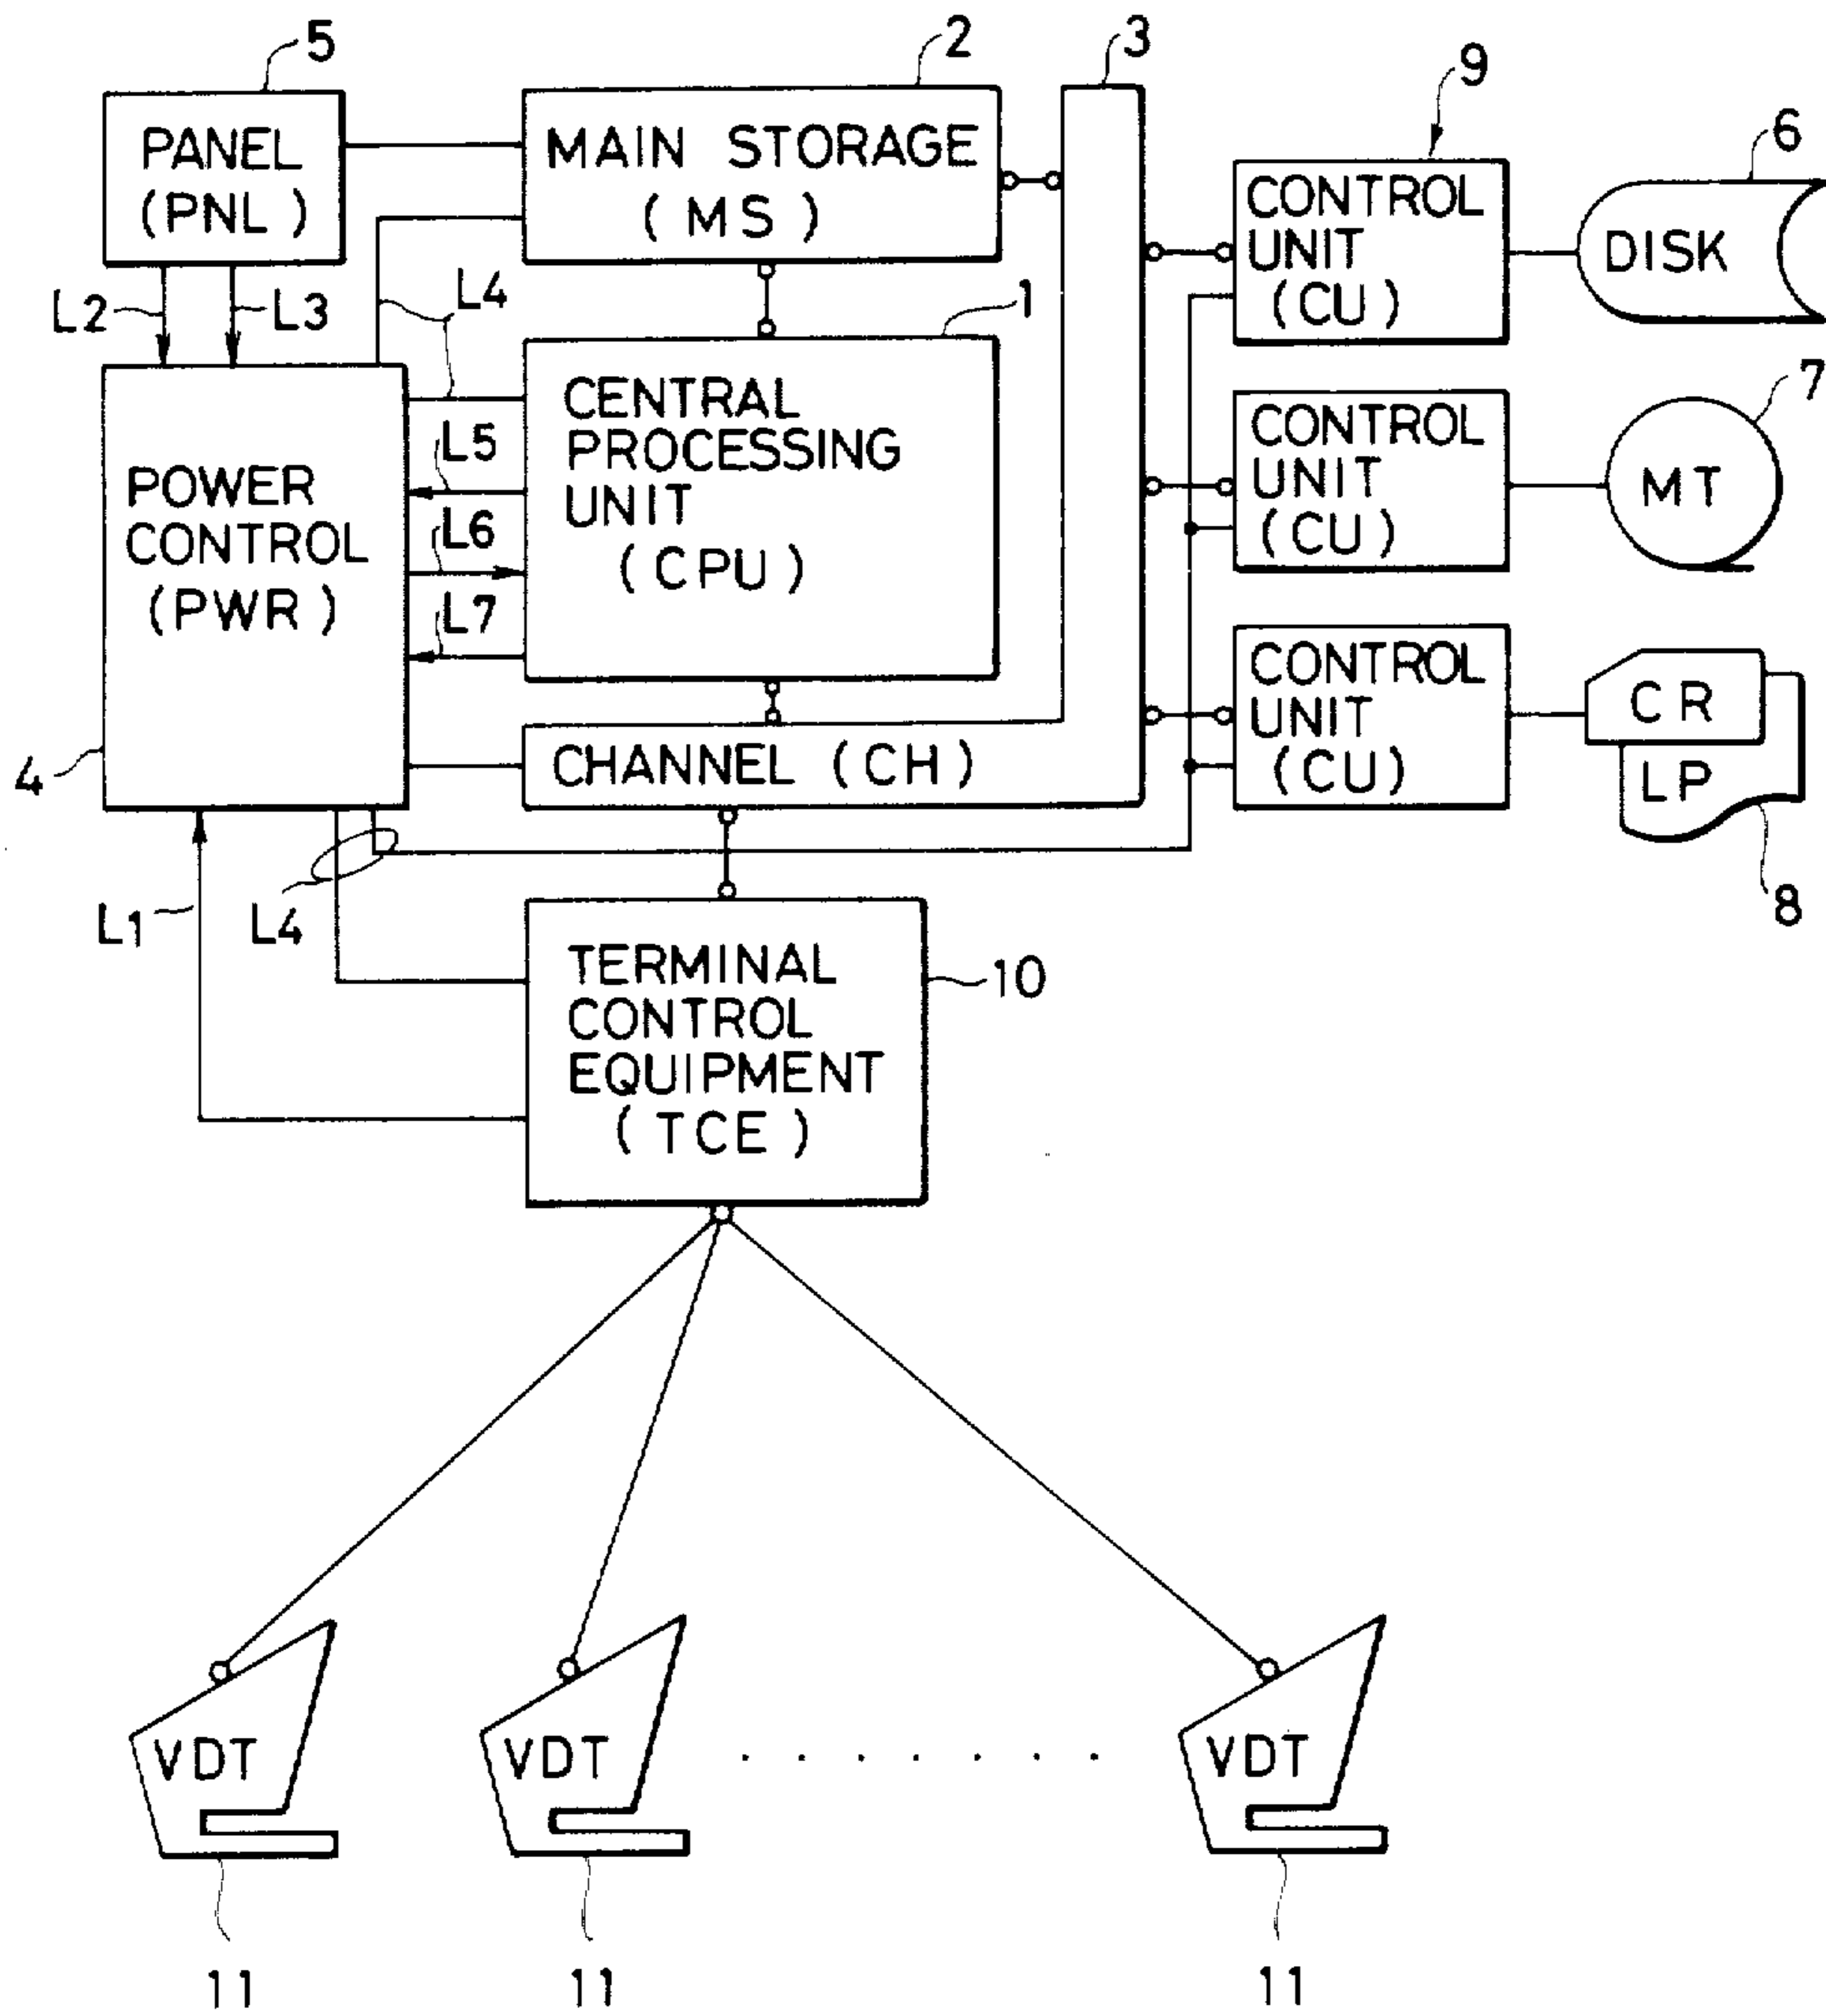 5
2
3
9
6
PANEL
(PNL)
MAIN STORAGE
(MS)
CONTROL
UNIT
(CU)
DISK
L2
L3
L4
1
7
CENTRAL
PROCESSING
UNIT
(CPU)
CONTROL
UNIT
(CU)
MT
L5
L6
L7
POWER
CONTROL
(PWR)
CONTROL
UNIT
(CU)
CR
LP
4
CHANNEL (CH)
8
L1
L4
TERMINAL
CONTROL
EQUIPMENT
(TCE)
10
VDT
VDT
. . . . . . .
VDT
11
11
11